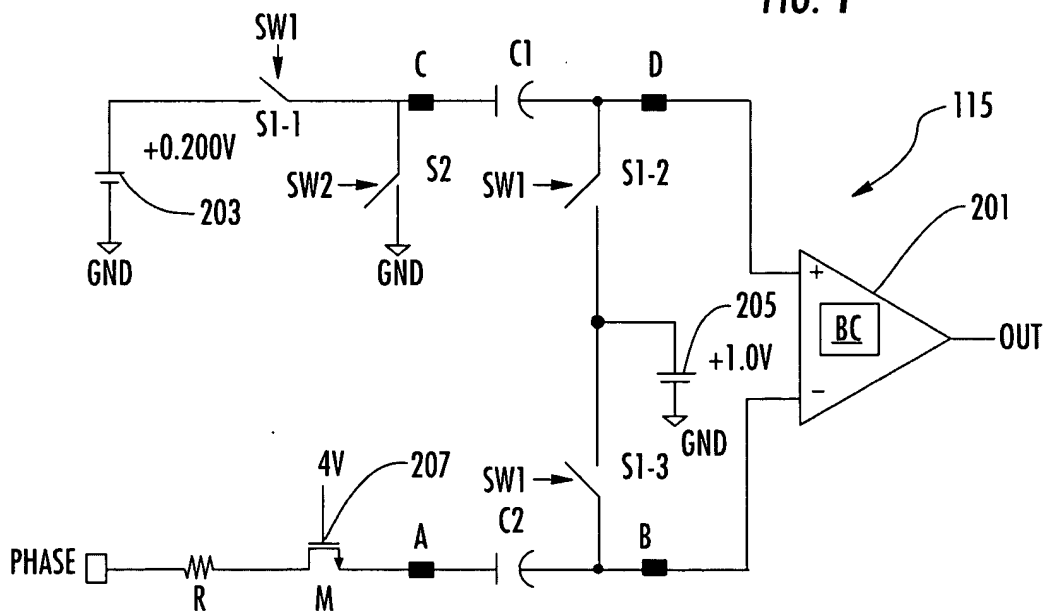 FIG. 1
SW1
C
C1
D
115
S1-1
+0.200V
SW2
S2
SW1
S1-2
203
201
GND
GND
+
205
BC
OUT
+1.0V
-
GND
4V
207
SW1
S1-3
C2
PHASE
A
B
R
M